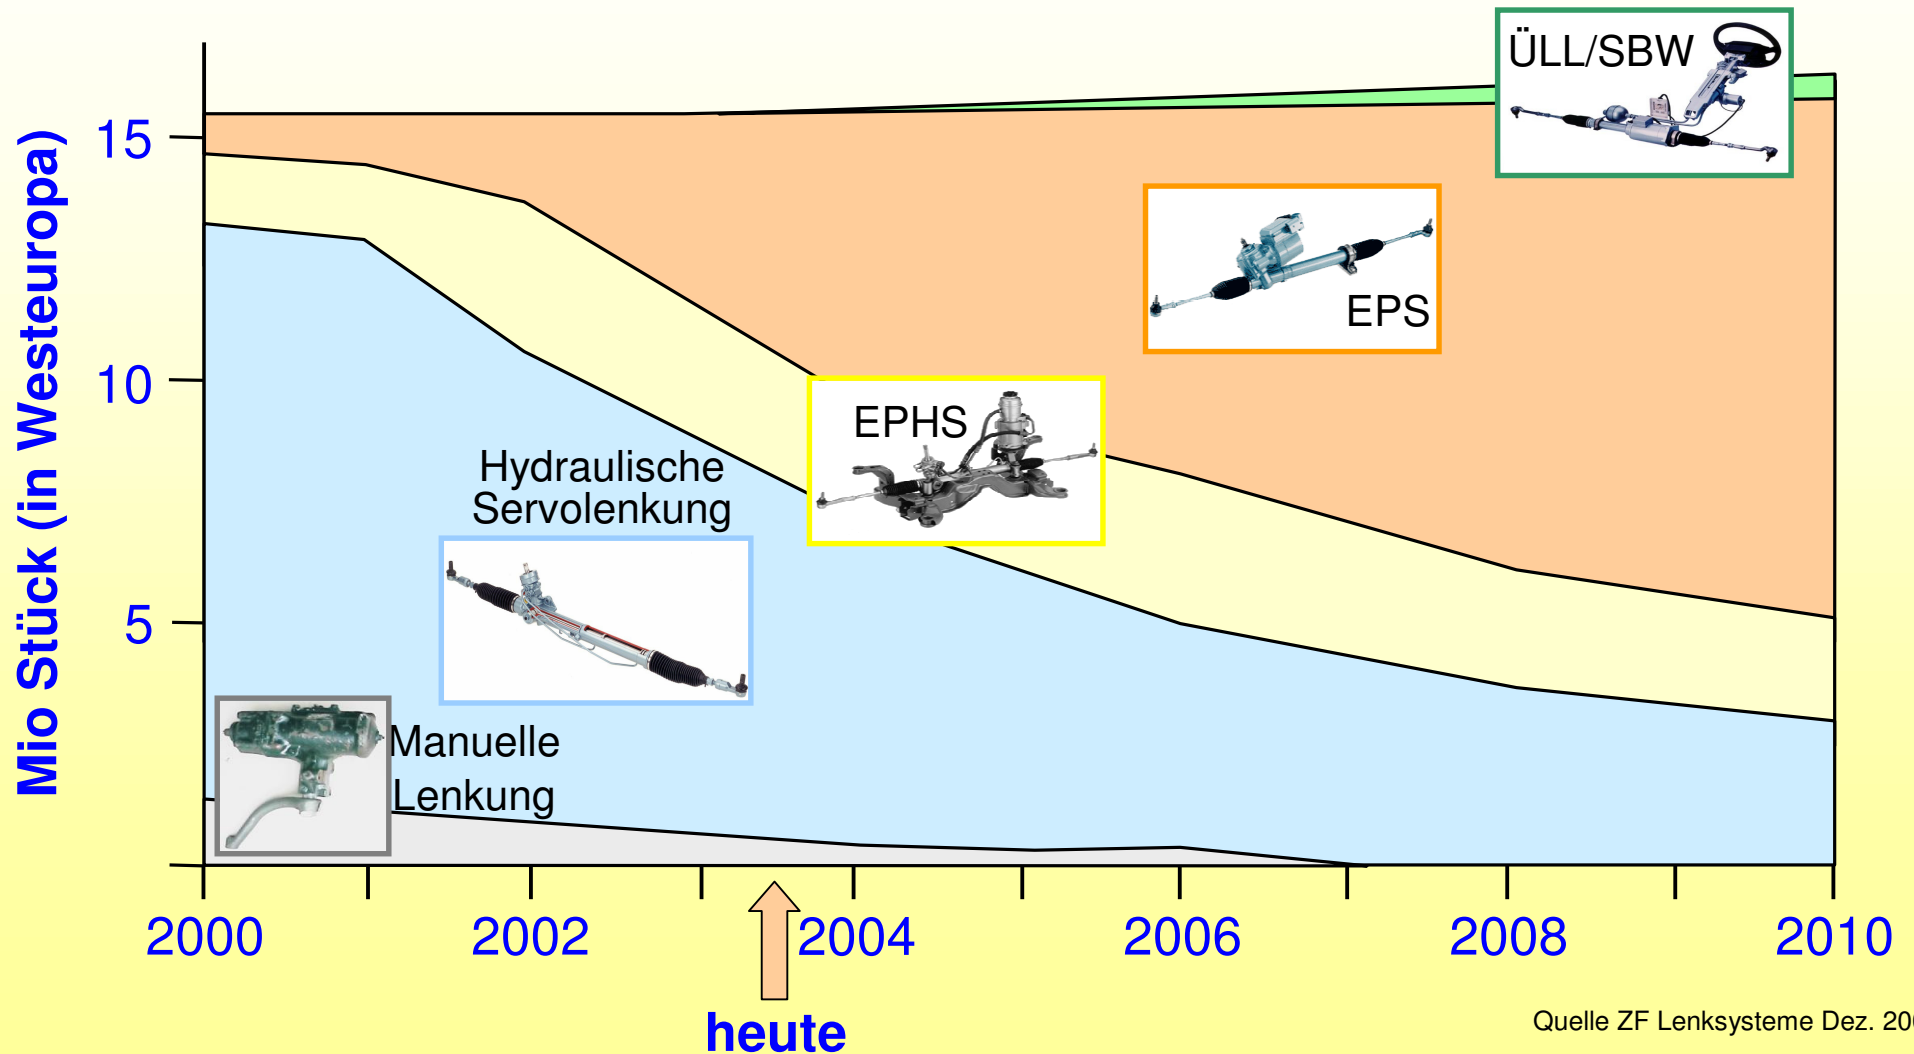 ÜLL/SBW
15
EPS
10
EPHS
Hydraulische
Servolenkung
5
Manuelle
Lenkung
Mio Stück (in Westeuropa)
2000 2002 2004 2006 2008 2010
heute
Quelle ZF Lenksysteme Dez.